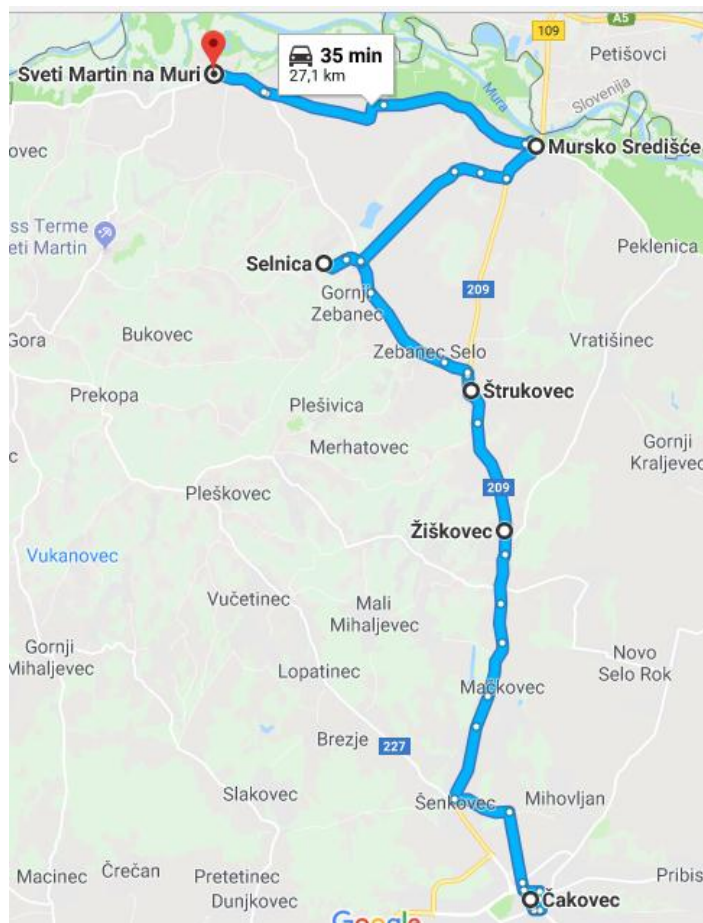 A5
109
Petišovci
35 min
27,1 km
Sveti Martin na Muri
Mura
Slovenija
Mursko Središće
ovec
ss Terme
eti Martin
Selnica
Peklenica
Gornji
Zebanec
209
Gora
Bukovec
Vratišinec
Zebanec Selo
Prekopa
Štrukovec
Plešivica
Merhatovec
Gornji
Kraljevec
209
c
Pleškovec
Žiškovec
Vukanovec
Vučetinec
Mali
Mihaljevec
Gornji
Mihaljevec
Novo
Selo Rok
Lopatinec
Mačkovec
Brezje
227
Slakovec
Šenkovec
Mihovljan
Macinec
Črečan
Pretetinec
Dunjkovec
Pribis
Čakovec
Google